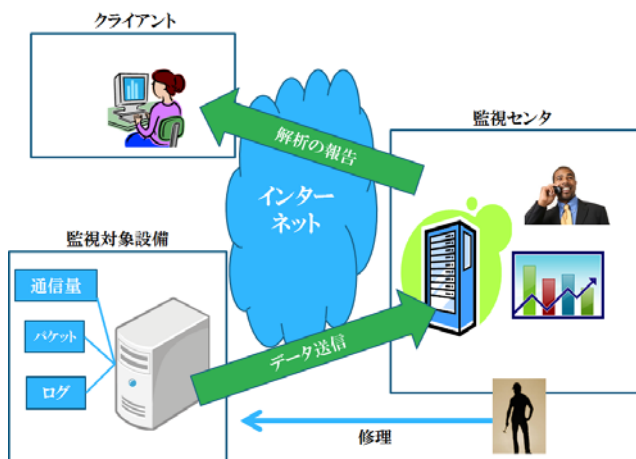 クライアント
監視センタ
解析の報告
インター
ネット
監視対象設備
通信量
パケット
ログ
データ送信
修理